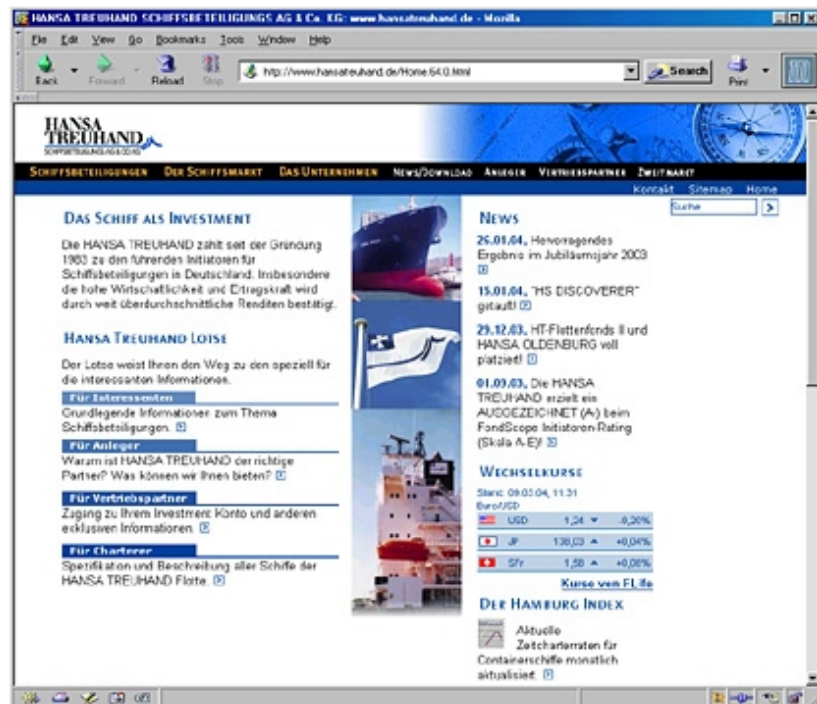 HANSA TREUHAND SCHIFFSBETEILIGUNGS AG & Co. KG: www.hansatreuhand.de - Mozilla
File Edit View Go Bookmarks Tools Window Help
Back Forward Reload Stop http://www.hansatreuhand.de/Home.64.0.html Search Print
HANSA
TREUHAND
SCHIFFSBETEILIGUNGS AG & CO KG
SCHIFFSBETEILIGUNGEN DER SCHIFFSMARKT DAS UNTERNEHMEN NEWS/DOWNLOAD ANLEGER VERTRIEBSPARTNER ZWEITMARKT
Kontakt Sitemap Home
Suche
DAS SCHIFF ALS INVESTMENT
Die HANSA TREUHAND zählt seit der Gründung
1983 zu den führenden Initiatoren für
Schiffsbeteiligungen in Deutschland. Insbesondere
die hohe Wirtschaftlichkeit und Ertragskraft wird
durch weit überdurchschnittliche Renditen bestätigt.
HANSA TREUHAND LOTSE
Der Lotse weist Ihnen den Weg zu den speziell für
die interessanten Informationen.
Für Interessenten
Grundlegende Informationen zum Thema
Schiffsbeteiligungen.
Für Anleger
Warum ist HANSA TREUHAND der richtige
Partner? Was können wir Ihnen bieten?
Für Vertriebspartner
Zugang zu Ihrem Investment Konto und anderen
exklusiven Informationen.
Für Charterer
Spezifikation und Beschreibung aller Schiffe der
HANSA TREUHAND Flotte.
NEWS
26.01.04, Hervorragendes
Ergebnis im Jubiläumsjahr 2003
15.01.04, "HS DISCOVERER"
getauft!
29.12.03, HT-Flottenfonds II und
HANSA OLDENBURG voll
platziert!
01.09.03, Die HANSA
TREUHAND erzielt ein
AUSGEZEICHNET (A-) beim
FondScope Initiatoren-Rating
(Skala A-E)!
WECHSELKURSE
Stand: 09.03.04, 11.31
Euro/USD
USD 1,24 -0,20%
JP 138,03 +0,04%
SFr 1,58 +0,08%
Kurse von FLife
DER HAMBURG INDEX
Aktuelle
Zeitcharterraten für
Containerschiffe monatlich
aktualisiert.